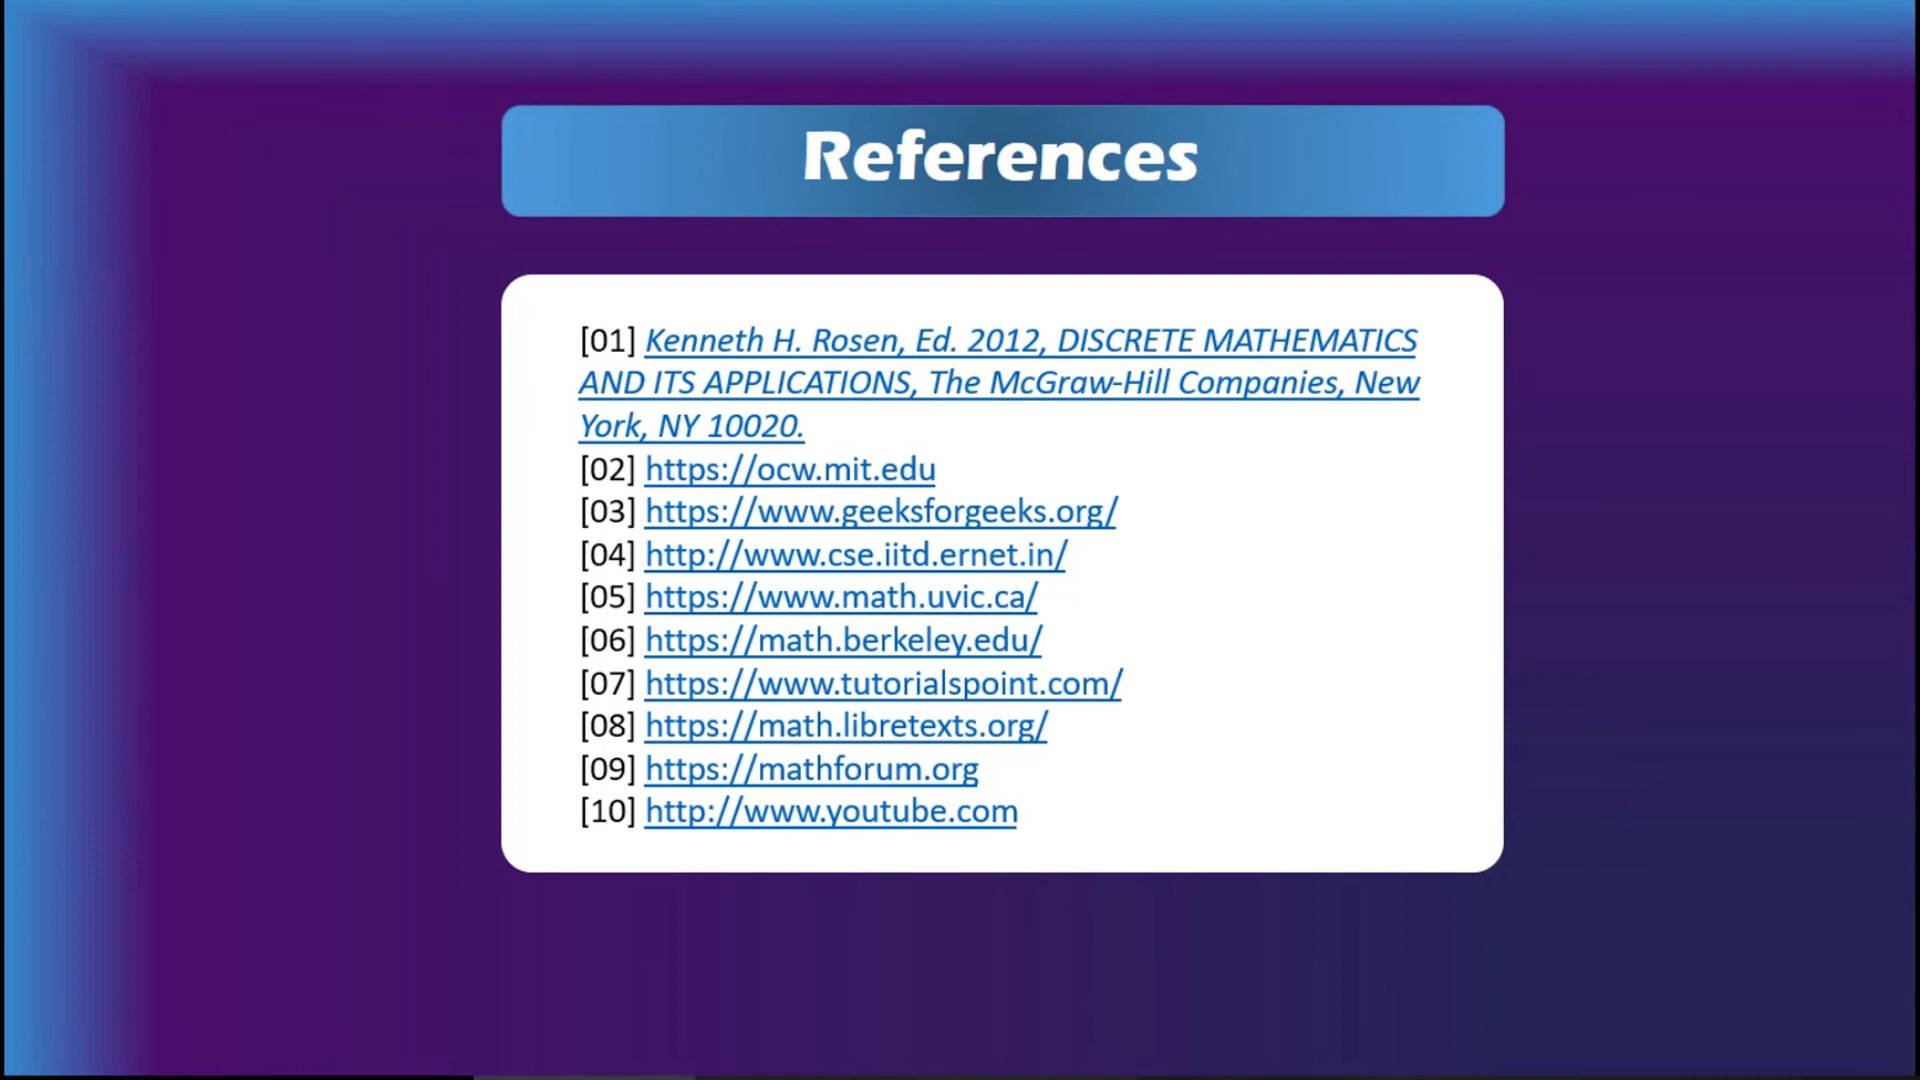 References
[01] Kenneth H. Rosen, Ed. 2012, DISCRETE MATHEMATICS
AND ITS APPLICATIONS, The McGraw-Hill Companies, New
York, NY 10020.
[02] https://ocw.mit.edu
[03] https://www.geeksforgeeks.org/
[04] http://www.cse.iitd.ernet.in/
[05] https://www.math.uvic.ca/
[06] https://math.berkeley.edu/
[07] https://www.tutorialspoint.com/
[08] https://math.libretexts.org/
[09] https://mathforum.org
[10] http://www.youtube.com